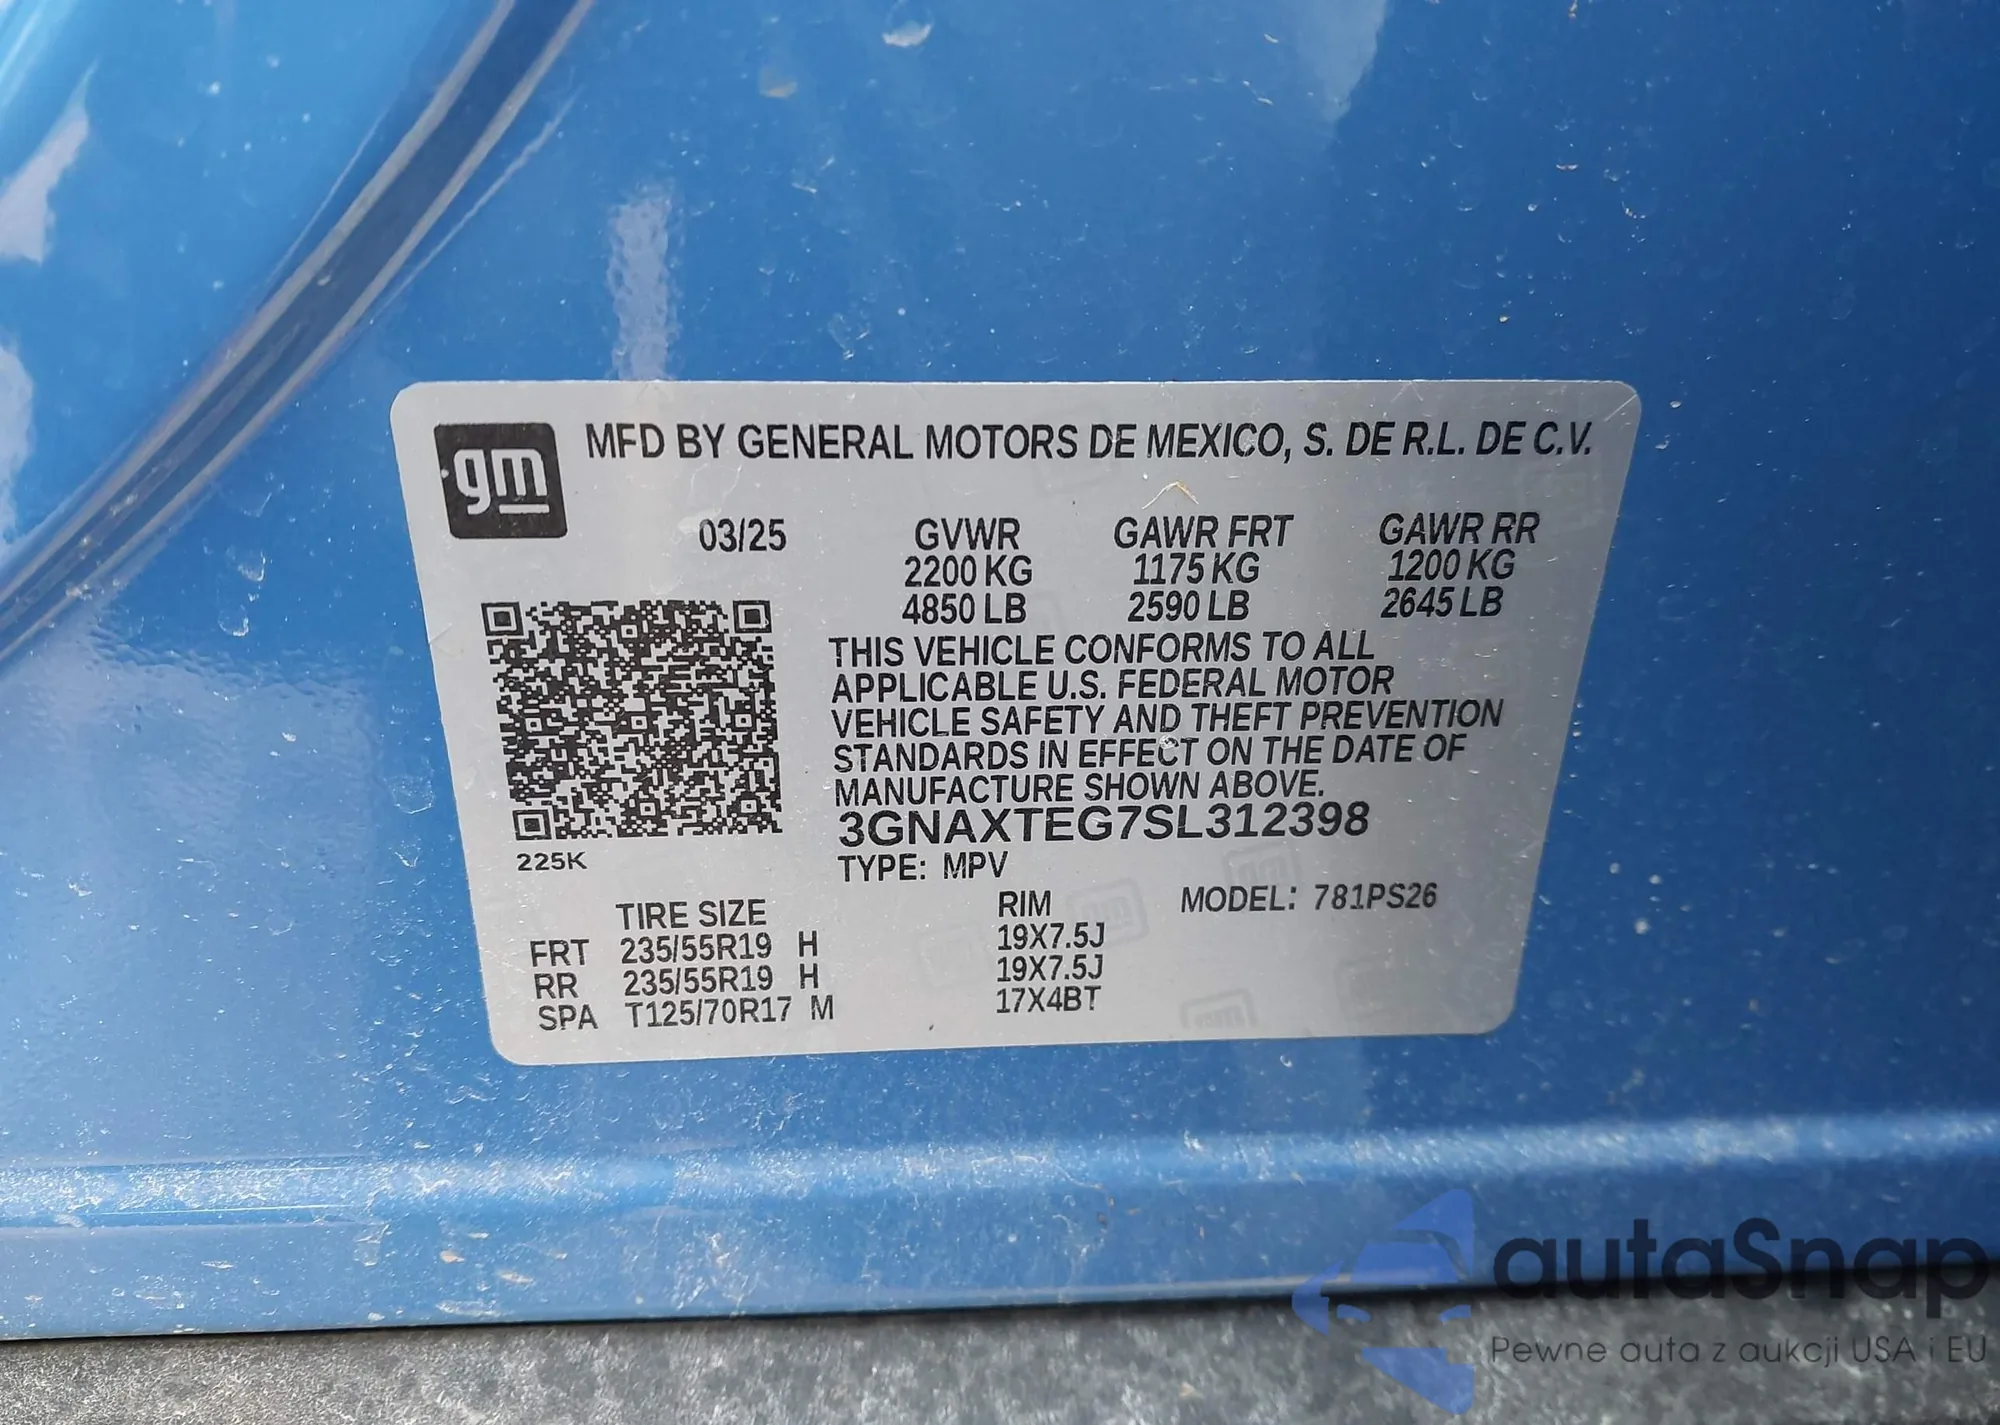 gm
MFD BY GENERAL MOTORS DE MEXICO, S. DE R.L. DE C.V.
03/25 GVWR GAWR FRT GAWR RR
2200 KG 1175 KG 1200 KG
4850 LB 2590 LB 2645 LB
THIS VEHICLE CONFORMS TO ALL
APPLICABLE U.S. FEDERAL MOTOR
VEHICLE SAFETY AND THEFT PREVENTION
STANDARDS IN EFFECT ON THE DATE OF
MANUFACTURE SHOWN ABOVE.
3GNAXTEG7SL312398
225K
TYPE: MPV
TIRE SIZE RIM MODEL: 781PS26
FRT 235/55R19 H 19X7.5J
RR 235/55R19 H 19X7.5J
SPA T125/70R17 M 17X4BT
autaSnap
Pewne auta z aukcji USA i EU